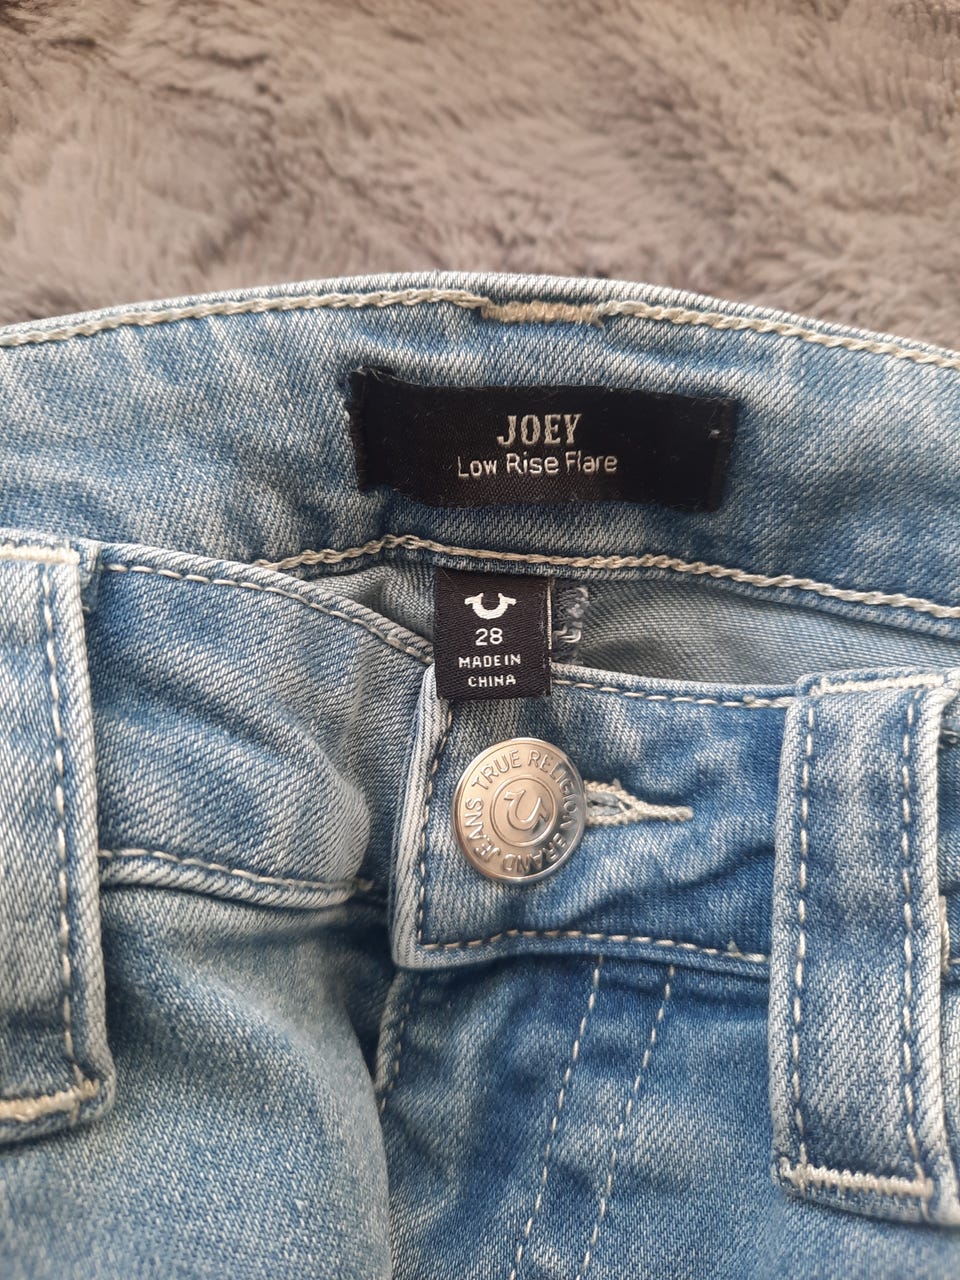 JOEY
Low Rise Flare
28
MADE IN
CHINA
TRUE RELIGION BRAND JEANS